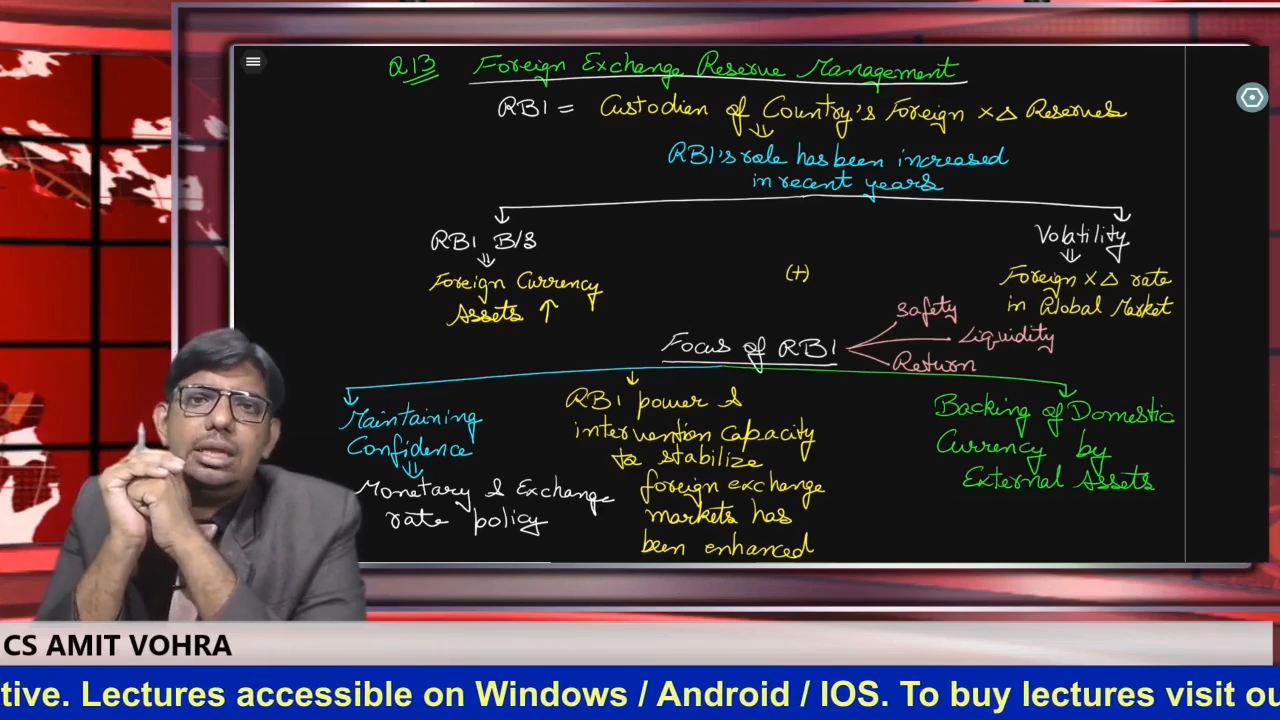 Q13 Foreign Exchange Reserve Management
RBI = Custodian of Country's Foreign x∆ Reserves
⇓
RBI's role has been increased
in recent years
RBI B/S
⇓
Foreign Currency
Assets ↑
(+)
Volatility
⇓
Foreign x∆ rate
in Global Market
Focus of RBI
Safety
Liquidity
Return
Maintaining
Confidence
⇓
Monetary & Exchange
rate policy
RBI power &
intervention capacity
to stabilize
foreign exchange
markets has
been enhanced
Backing of Domestic
Currency by
External Assets
CS AMIT VOHRA
tive. Lectures accessible on Windows / Android / IOS. To buy lectures visit ou